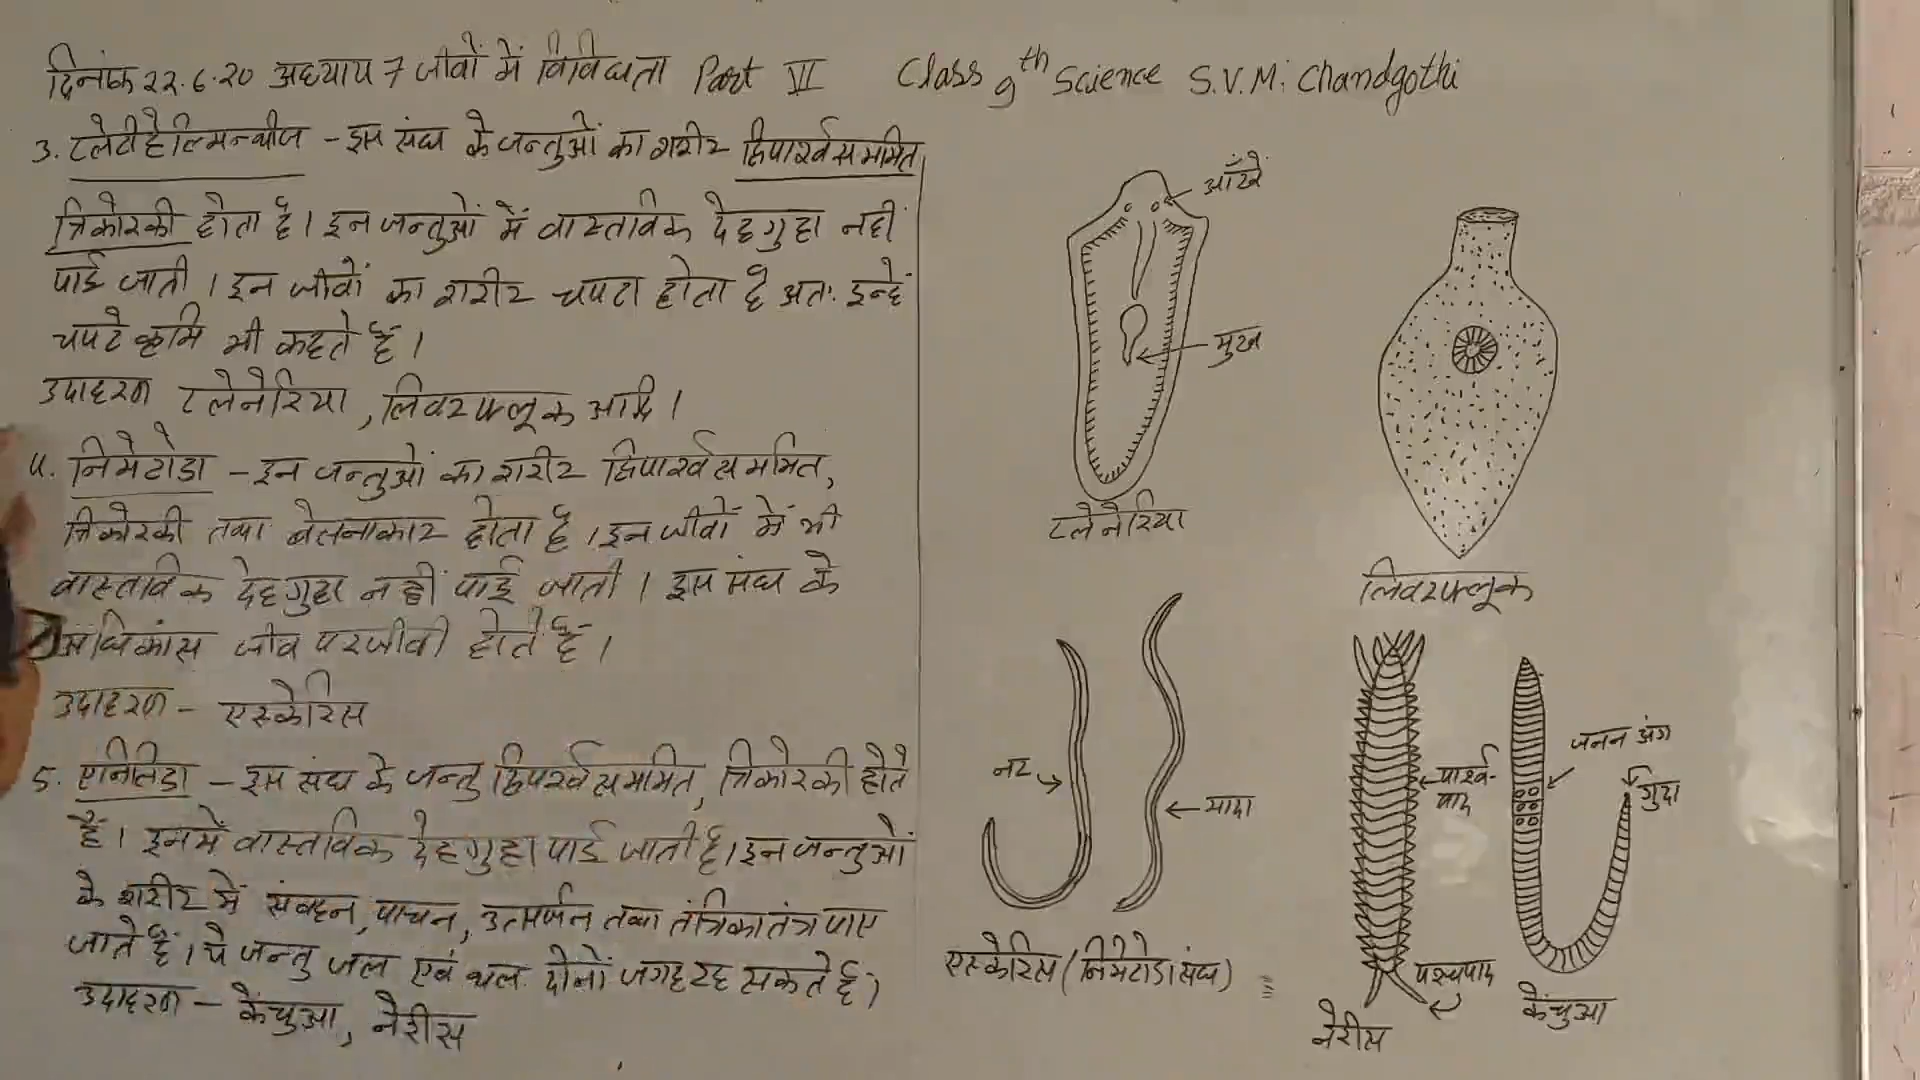 दिनांक 22.6.20 अध्याय 7 जीवों में विविधता Part VI Class 9th Science S.V.M. Chandgothi
3. प्लेटीहैल्मिन्थीज - इस संघ के जन्तुओं का शरीर द्विपार्श्वसममित,
त्रिकोरकी होता है। इन जन्तुओं में वास्तविक देहगुहा नहीं
पाई जाती। इन जीवों का शरीर चपटा होता है अतः इन्हें
चपटे कृमि भी कहते हैं।
उदाहरण प्लेनेरिया, लिवरफ्लूक आदि।
4. निमेटोडा - इन जन्तुओं का शरीर द्विपार्श्वसममित,
त्रिकोरकी तथा बेलनाकार होता है। इन जीवों में भी
वास्तविक देहगुहा नहीं पाई जाती। इस संघ के
अधिकांस जीव परजीवी होते हैं।
उदाहरण - एस्केरिस
5. एनिलिडा - इस संघ के जन्तु द्विपार्श्वसममित, त्रिकोरकी होते
हैं। इनमें वास्तविक देहगुहा पाई जाती है। इन जन्तुओं
के शरीर में संवहन, पाचन, उत्सर्जन तथा तंत्रिका तंत्र पाए
जाते हैं। ये जन्तु जल एवं थल दोनों जगह रह सकते हैं।
उदाहरण - केंचुआ, नेरीस
आँखें
मुख
प्लेनेरिया
लिवरफ्लूक
नर
मादा
एस्केरिस (निमेटोडा संघ)
पार्श्व-
पाद
पश्चपाद
नेरीस
जनन अंग
गुदा
केंचुआ